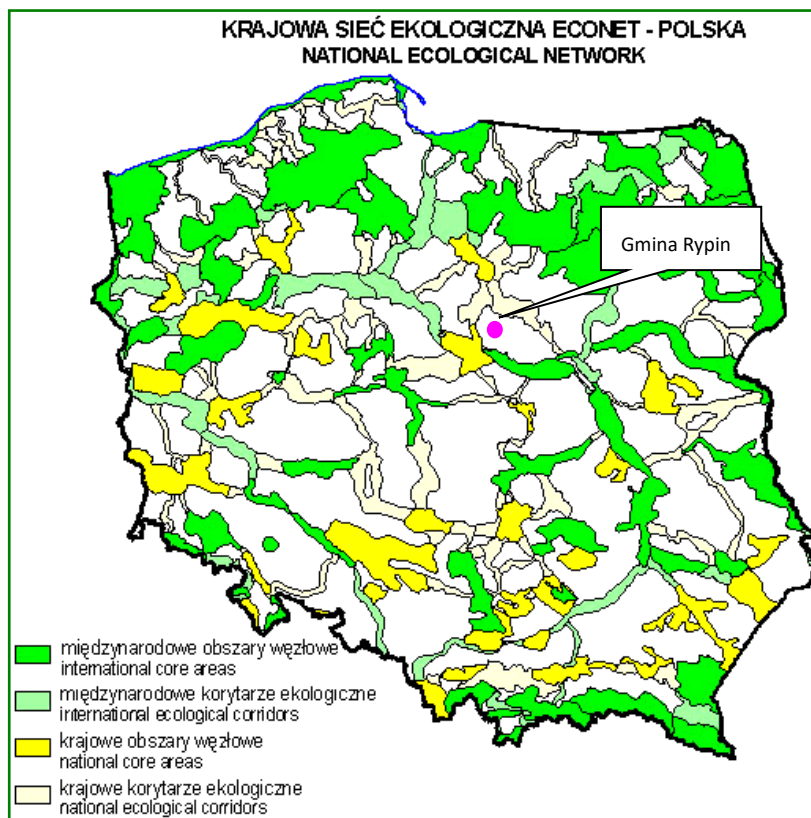 KRAJOWA SIEĆ EKOLOGICZNA ECONET - POLSKA
NATIONAL ECOLOGICAL NETWORK
Gmina Rypin
międzynarodowe obszary węzłowe
international core areas
międzynarodowe korytarze ekologiczne
international ecological corridors
krajowe obszary węzłowe
national core areas
krajowe korytarze ekologiczne
national ecological corridors